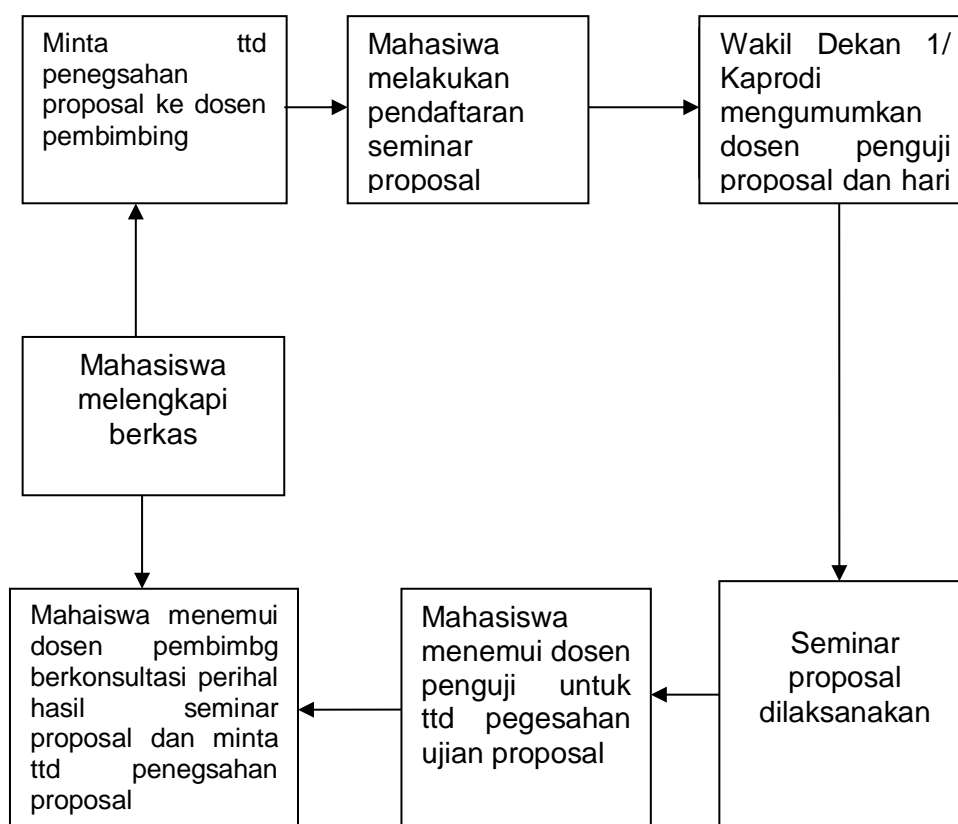 Minta ttd
penegsahan
proposal ke dosen
pembimbing
Mahasiwa
melakukan
pendaftaran
seminar
proposal
Wakil Dekan 1/
Kaprodi
mengumumkan
dosen penguji
proposal dan hari
Mahasiswa
melengkapi
berkas
Mahaiswa menemui
dosen pembimbg
berkonsultasi perihal
hasil seminar
proposal dan minta
ttd penegsahan
proposal
Mahasiswa
menemui dosen
penguji untuk
ttd pegesahan
ujian proposal
Seminar
proposal
dilaksanakan